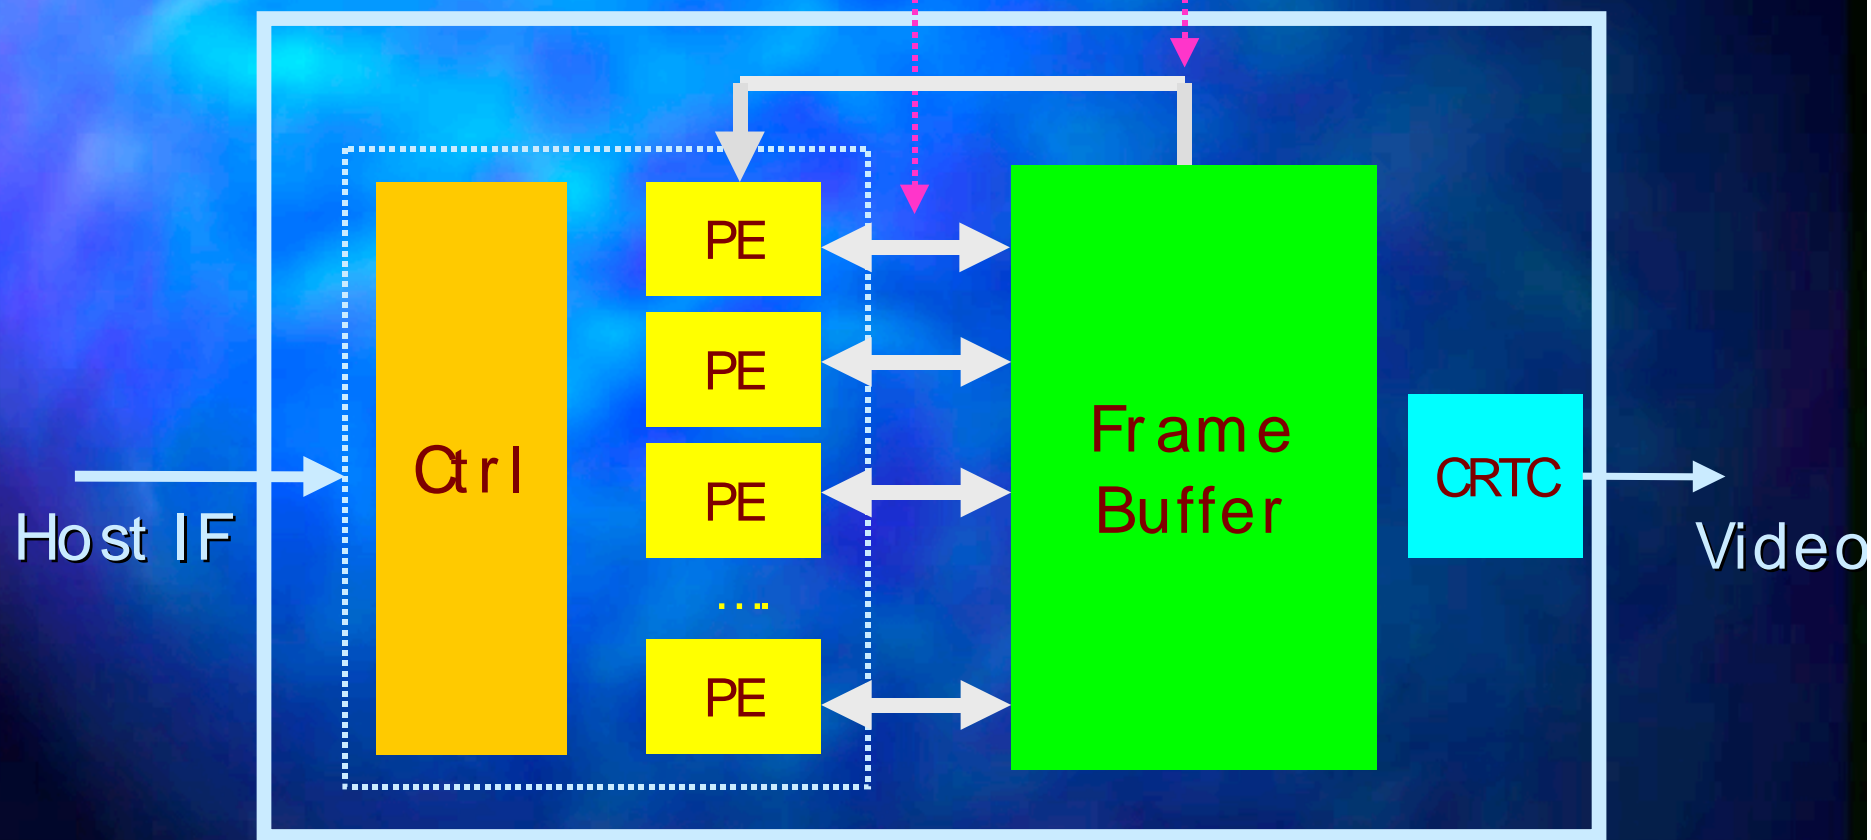 PE
PE
Frame
Buffer
Ctrl
CRTC
PE
Host IF
Video
....
PE